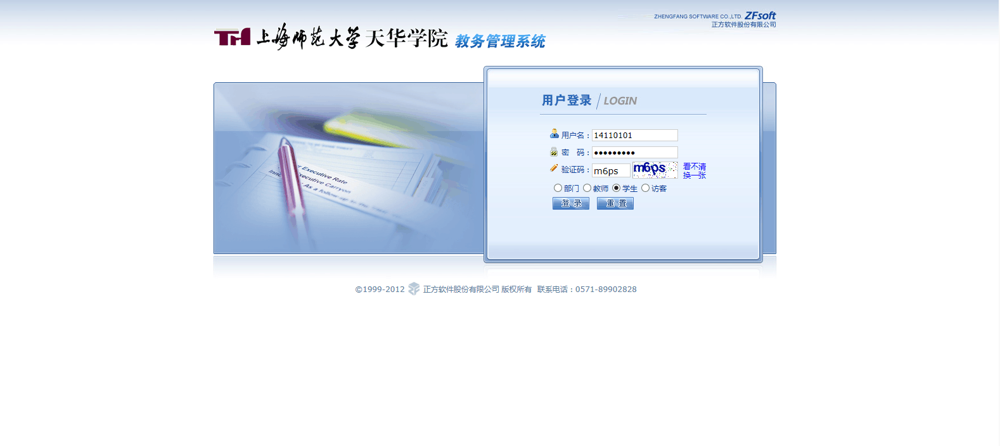 ZHENGFANG SOFTWARE CO.,LTD. ZFsoft
正方软件股份有限公司
TH 上海师范大学天华学院 教务管理系统
用户登录 / LOGIN
用户名： 14110101
密 码： ●●●●●●●●●
验证码： m6ps m6ps 看不清
换一张
部门 教师 学生 访客
登 录 重 置
Executive Rate
Executive Carryon
As a follow-up to the
©1999-2012 正方软件股份有限公司 版权所有 联系电话：0571-89902828